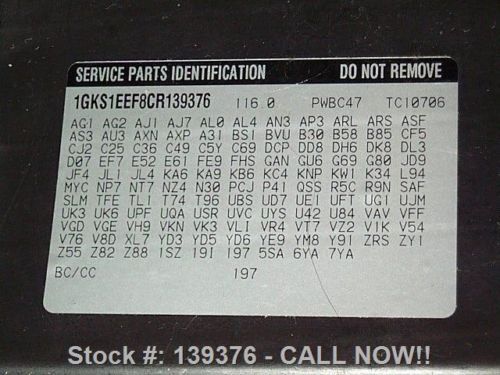 SERVICE PARTS IDENTIFICATION DO NOT REMOVE
1GKS1EEF8CR139376 116.0 PWBC47 TC10706
AG1 AG2 AJ1 AJ7 AL0 AL4 AN3 AP3 ARL ARS ASF
AS3 AU3 AXN AXP A31 BS1 BVU B30 B58 B85 CF5
CJ2 C25 C36 C49 C5Y C69 DCP DD8 DH6 DK8 DL3
D07 EF7 E52 E61 FE9 FHS GAN GU6 G69 G80 JD9
JF4 JL1 JL4 KA6 KA9 KB6 KC4 KNP KW1 K34 L94
MYC NP7 NT7 NZ4 N30 PCJ P41 QSS R5C R9N SAF
SLM TFE TL1 T74 T96 UBS UD7 UE1 UFT UG1 UJM
UK3 UK6 UPF UQA USR UVC UYS U42 U84 VAV VFF
VGD VGE VH9 VKN VK3 VLI VR4 VT7 VZ2 V1K V54
V76 V8D XL7 YD3 YD5 YD6 YE9 YM8 Y91 ZRS ZY1
Z55 Z82 Z88 1SZ 19I 197 5SA 6YA 7YA
BC/CC 197
Stock #: 139376 - CALL NOW!!